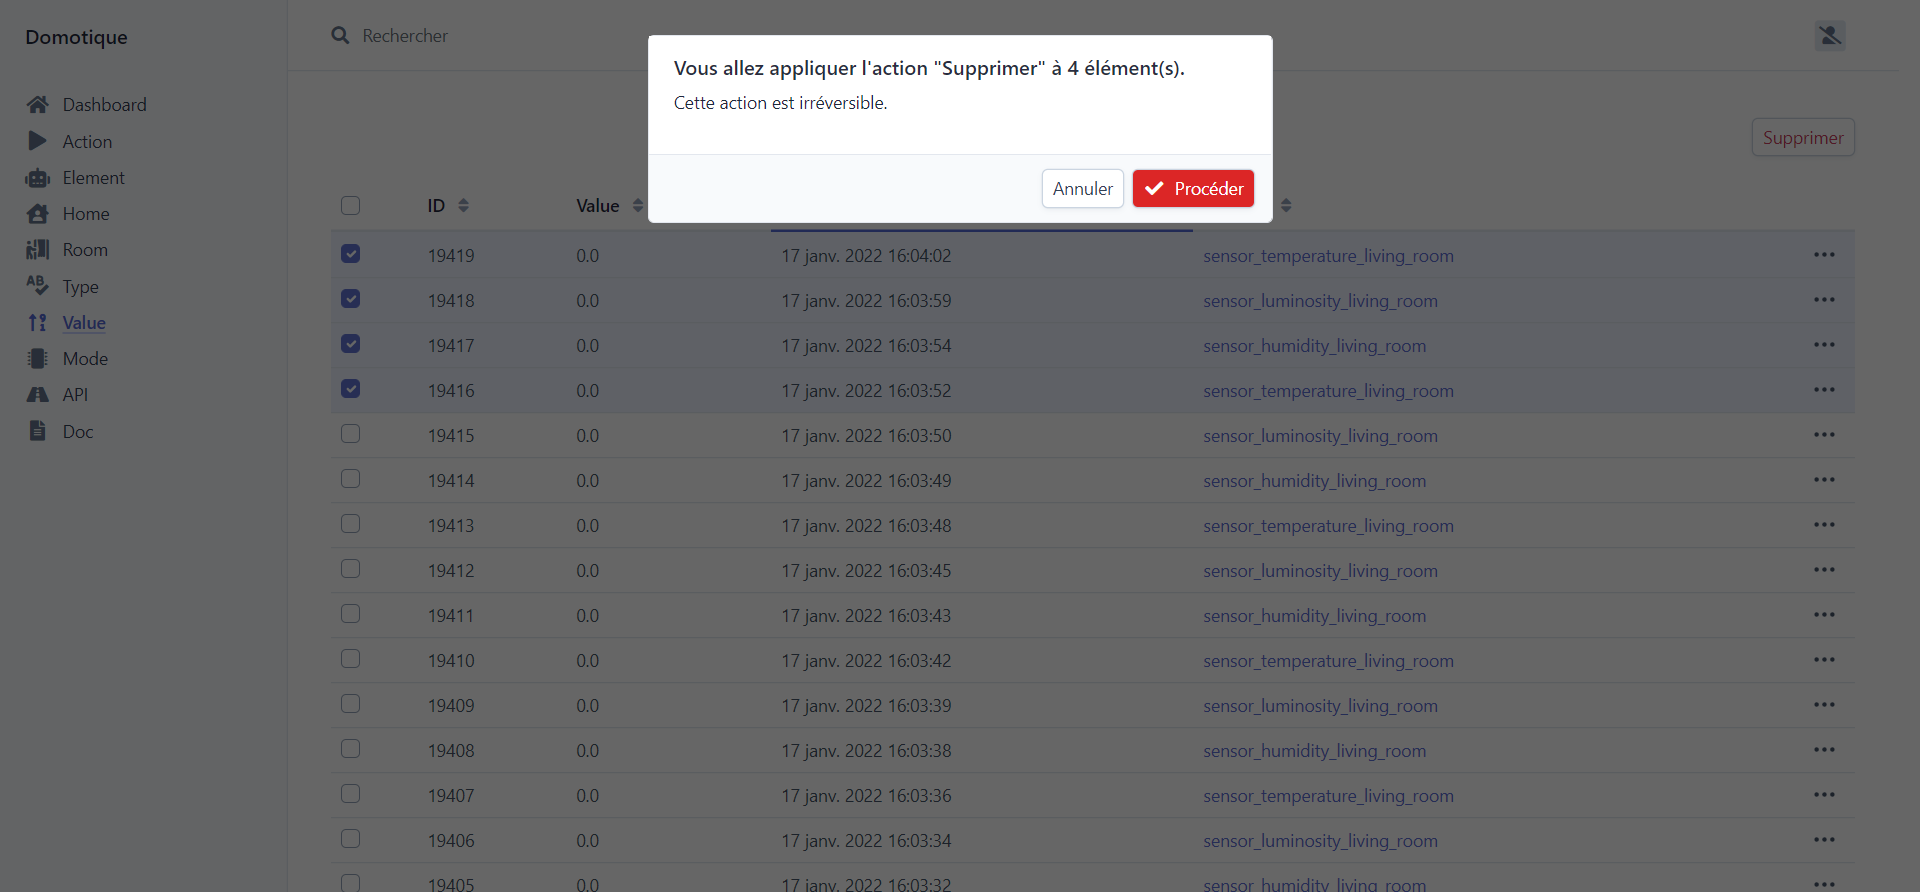 Domotique
Rechercher
Dashboard
Action
Element
Home
Room
Type
Value
Mode
API
Doc
Vous allez appliquer l'action "Supprimer" à 4 élément(s).
Cette action est irréversible.
Annuler
Procéder
Supprimer
ID Value
19419 0.0 17 janv. 2022 16:04:02 sensor_temperature_living_room
19418 0.0 17 janv. 2022 16:03:59 sensor_luminosity_living_room
19417 0.0 17 janv. 2022 16:03:54 sensor_humidity_living_room
19416 0.0 17 janv. 2022 16:03:52 sensor_temperature_living_room
19415 0.0 17 janv. 2022 16:03:50 sensor_luminosity_living_room
19414 0.0 17 janv. 2022 16:03:49 sensor_humidity_living_room
19413 0.0 17 janv. 2022 16:03:48 sensor_temperature_living_room
19412 0.0 17 janv. 2022 16:03:45 sensor_luminosity_living_room
19411 0.0 17 janv. 2022 16:03:43 sensor_humidity_living_room
19410 0.0 17 janv. 2022 16:03:42 sensor_temperature_living_room
19409 0.0 17 janv. 2022 16:03:39 sensor_luminosity_living_room
19408 0.0 17 janv. 2022 16:03:38 sensor_humidity_living_room
19407 0.0 17 janv. 2022 16:03:36 sensor_temperature_living_room
19406 0.0 17 janv. 2022 16:03:34 sensor_luminosity_living_room
19405 0.0 17 janv. 2022 16:03:32 sensor_humidity_living_room